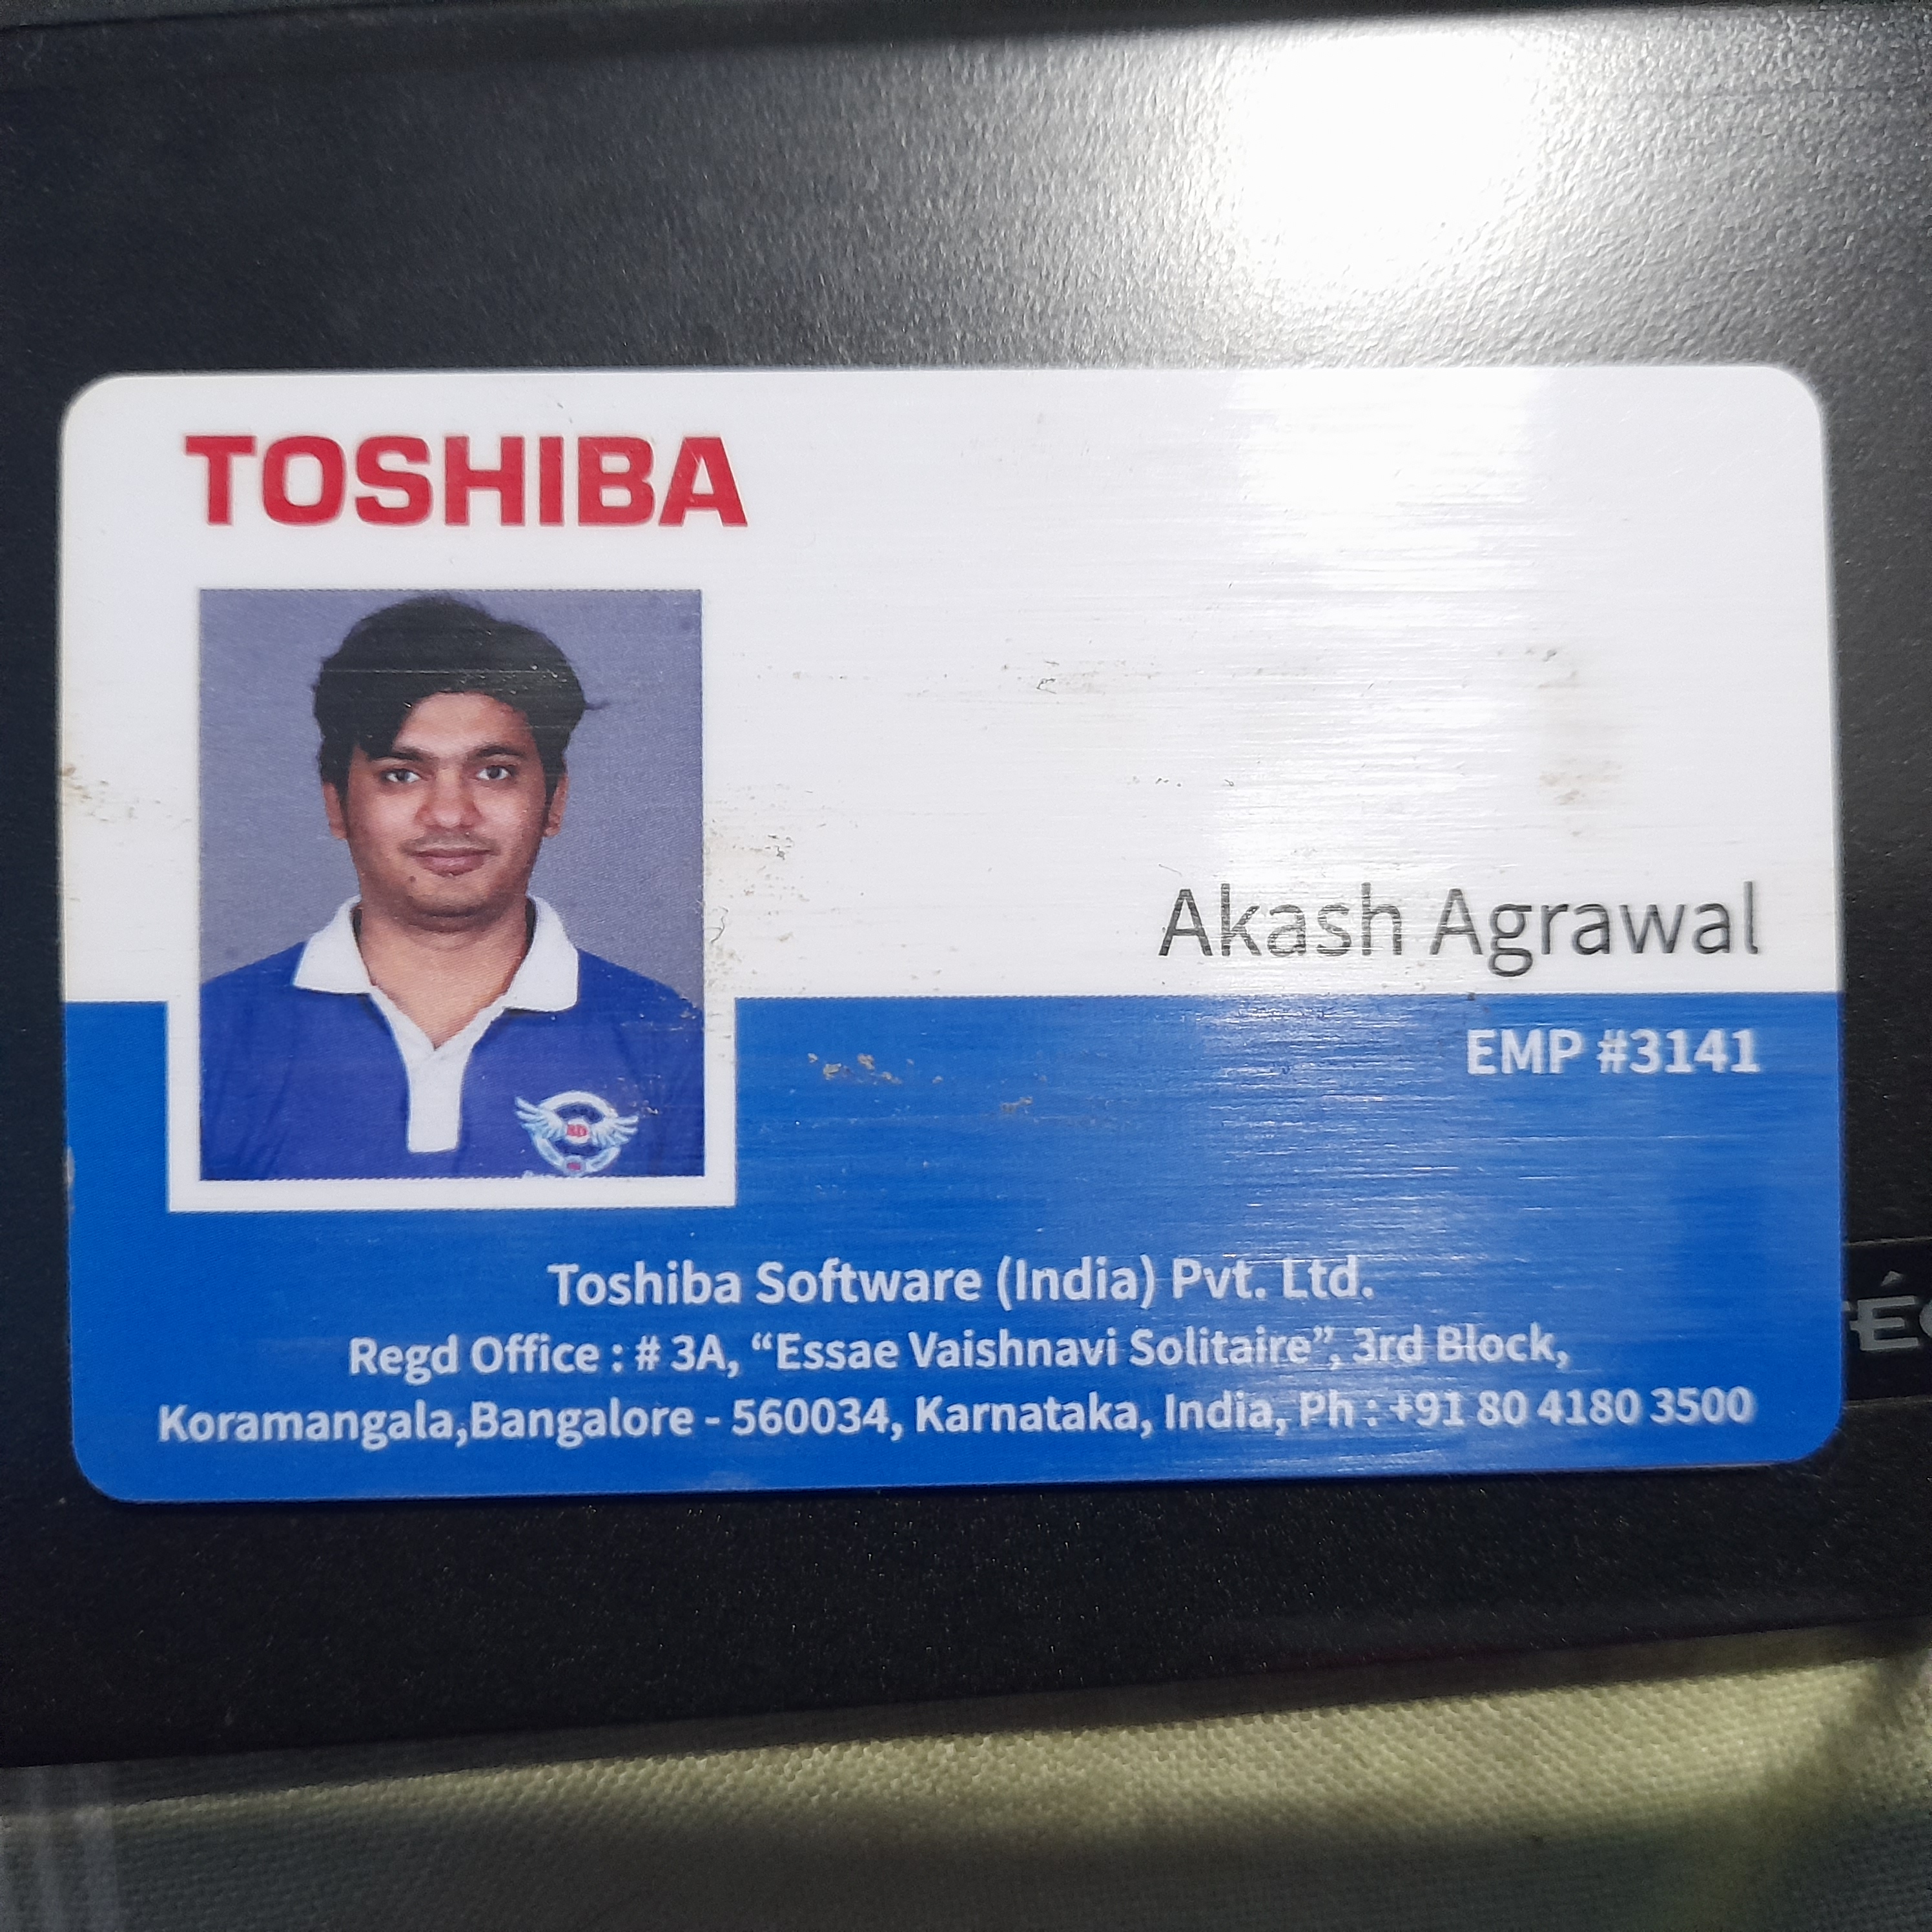 TOSHIBA
Akash Agrawal
EMP #3141
Toshiba Software (India) Pvt. Ltd.
Regd Office : # 3A, “Essae Vaishnavi Solitaire”, 3rd Block,
Koramangala,Bangalore - 560034, Karnataka, India, Ph : +91 80 4180 3500